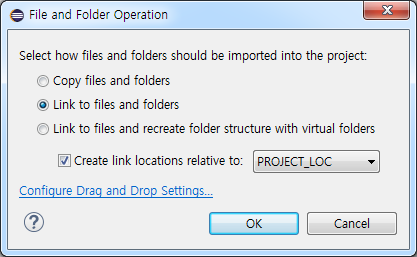 File and Folder Operation
Select how files and folders should be imported into the project:
Copy files and folders
Link to files and folders
Link to files and recreate folder structure with virtual folders
Create link locations relative to: PROJECT_LOC
Configure Drag and Drop Settings...
? OK Cancel